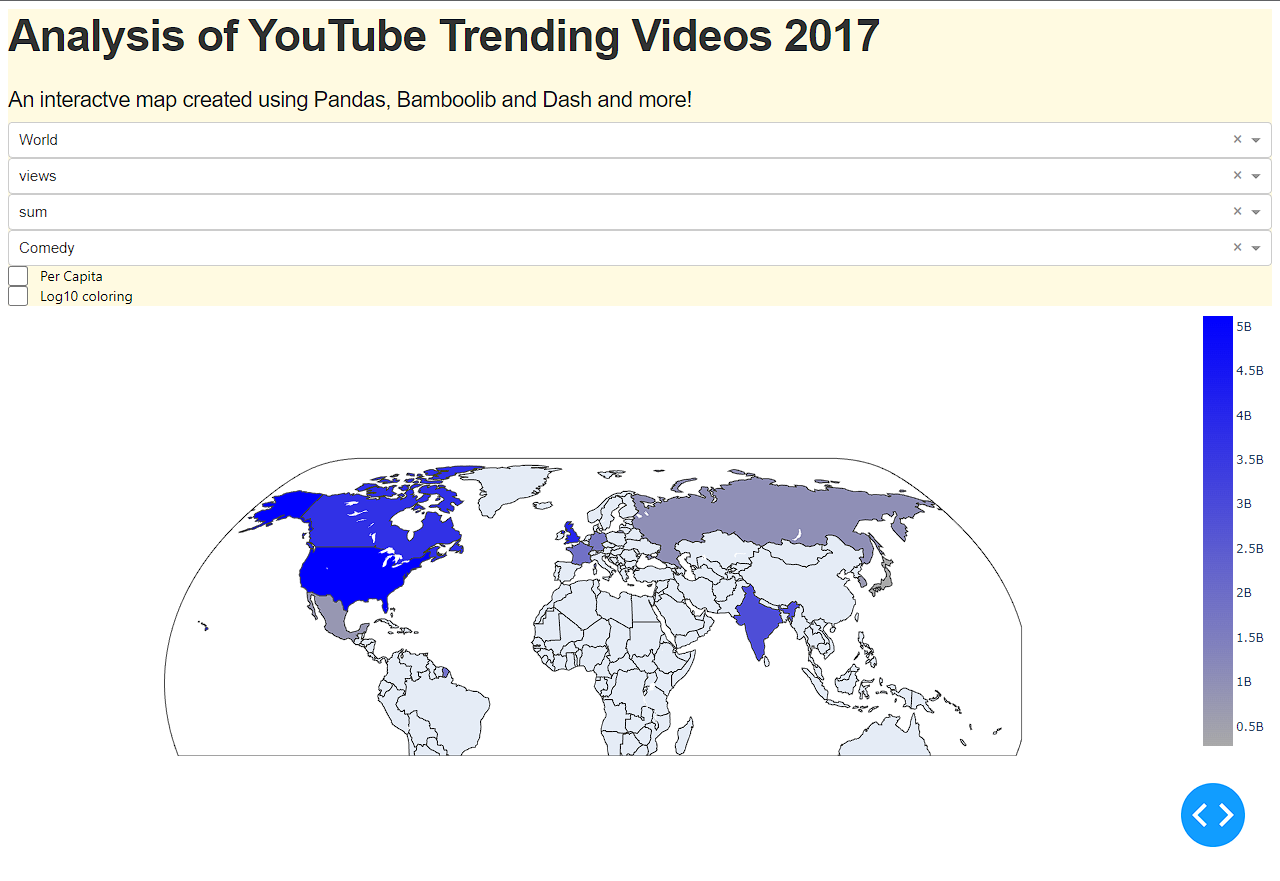 Analysis of YouTube Trending Videos 2017
An interactve map created using Pandas, Bamboolib and Dash and more!
World
views
sum
Comedy
Per Capita
Log10 coloring
5B
4.5B
4B
3.5B
3B
2.5B
2B
1.5B
1B
0.5B